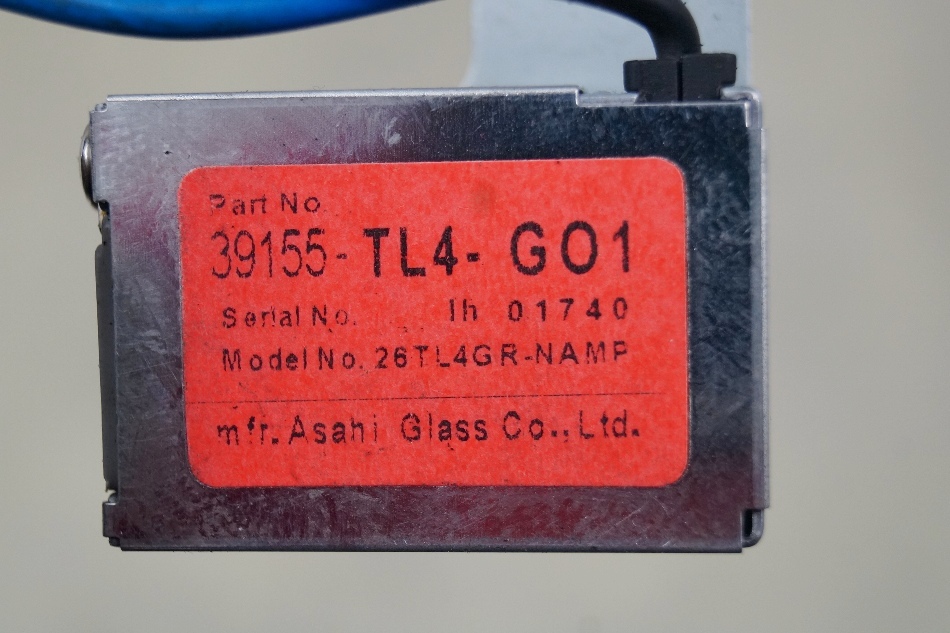 Part No.
39155-TL4-G01
Serial No. Ih 01740
Model No. 26TL4GR-NAMP
mfr. Asahi Glass Co., Ltd.